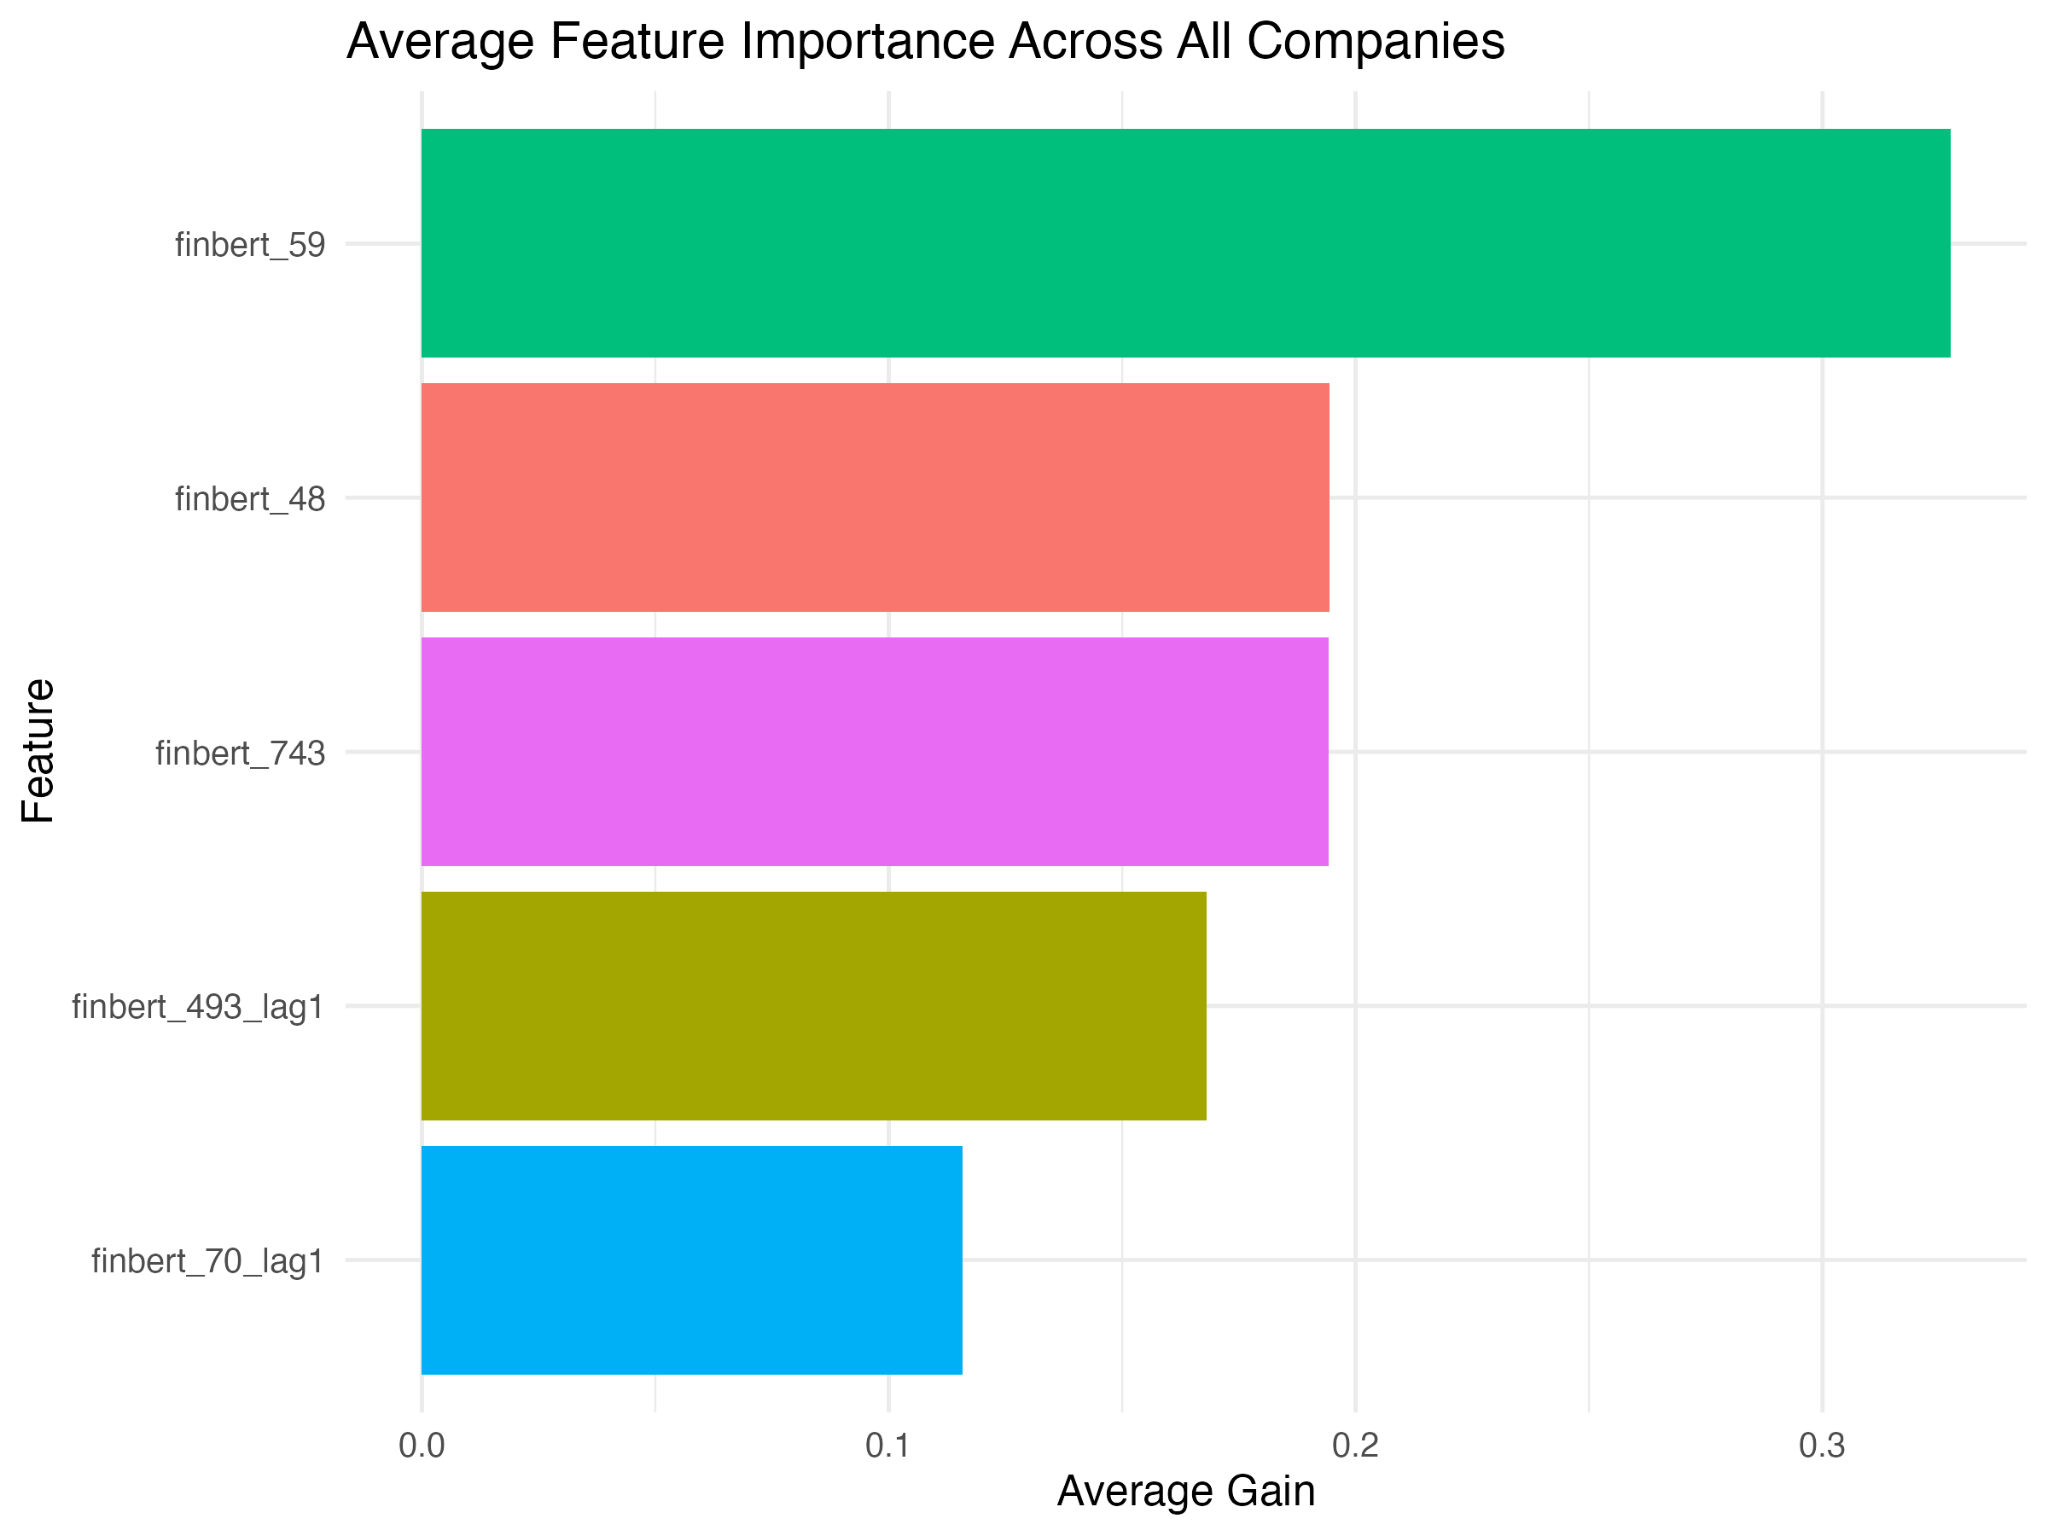 Average Feature Importance Across All Companies
finbert_59
finbert_48
finbert_743
finbert_493_lag1
finbert_70_lag1
Feature
0.0 0.1 0.2 0.3
Average Gain